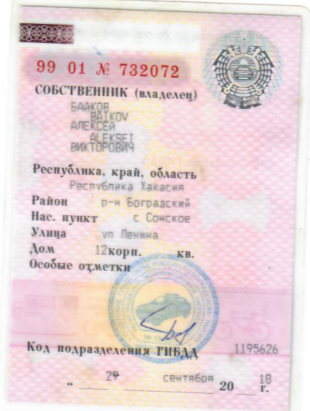 99 01 № 732072
СОБСТВЕННИК (владелец)
БАЙКОВ
BAIKOV
АЛЕКСЕЙ
ALEKSEI
ВИКТОРОВИЧ
Республика, край, область
Республика Хакасия
Район р-н Боградский
Нас. пункт с Сонское
Улица ул Ленина
Дом 12 корп. кв.
Особые отметки
Код подразделения ГИБДД 1195626
" 29 сентября 20 18 г.